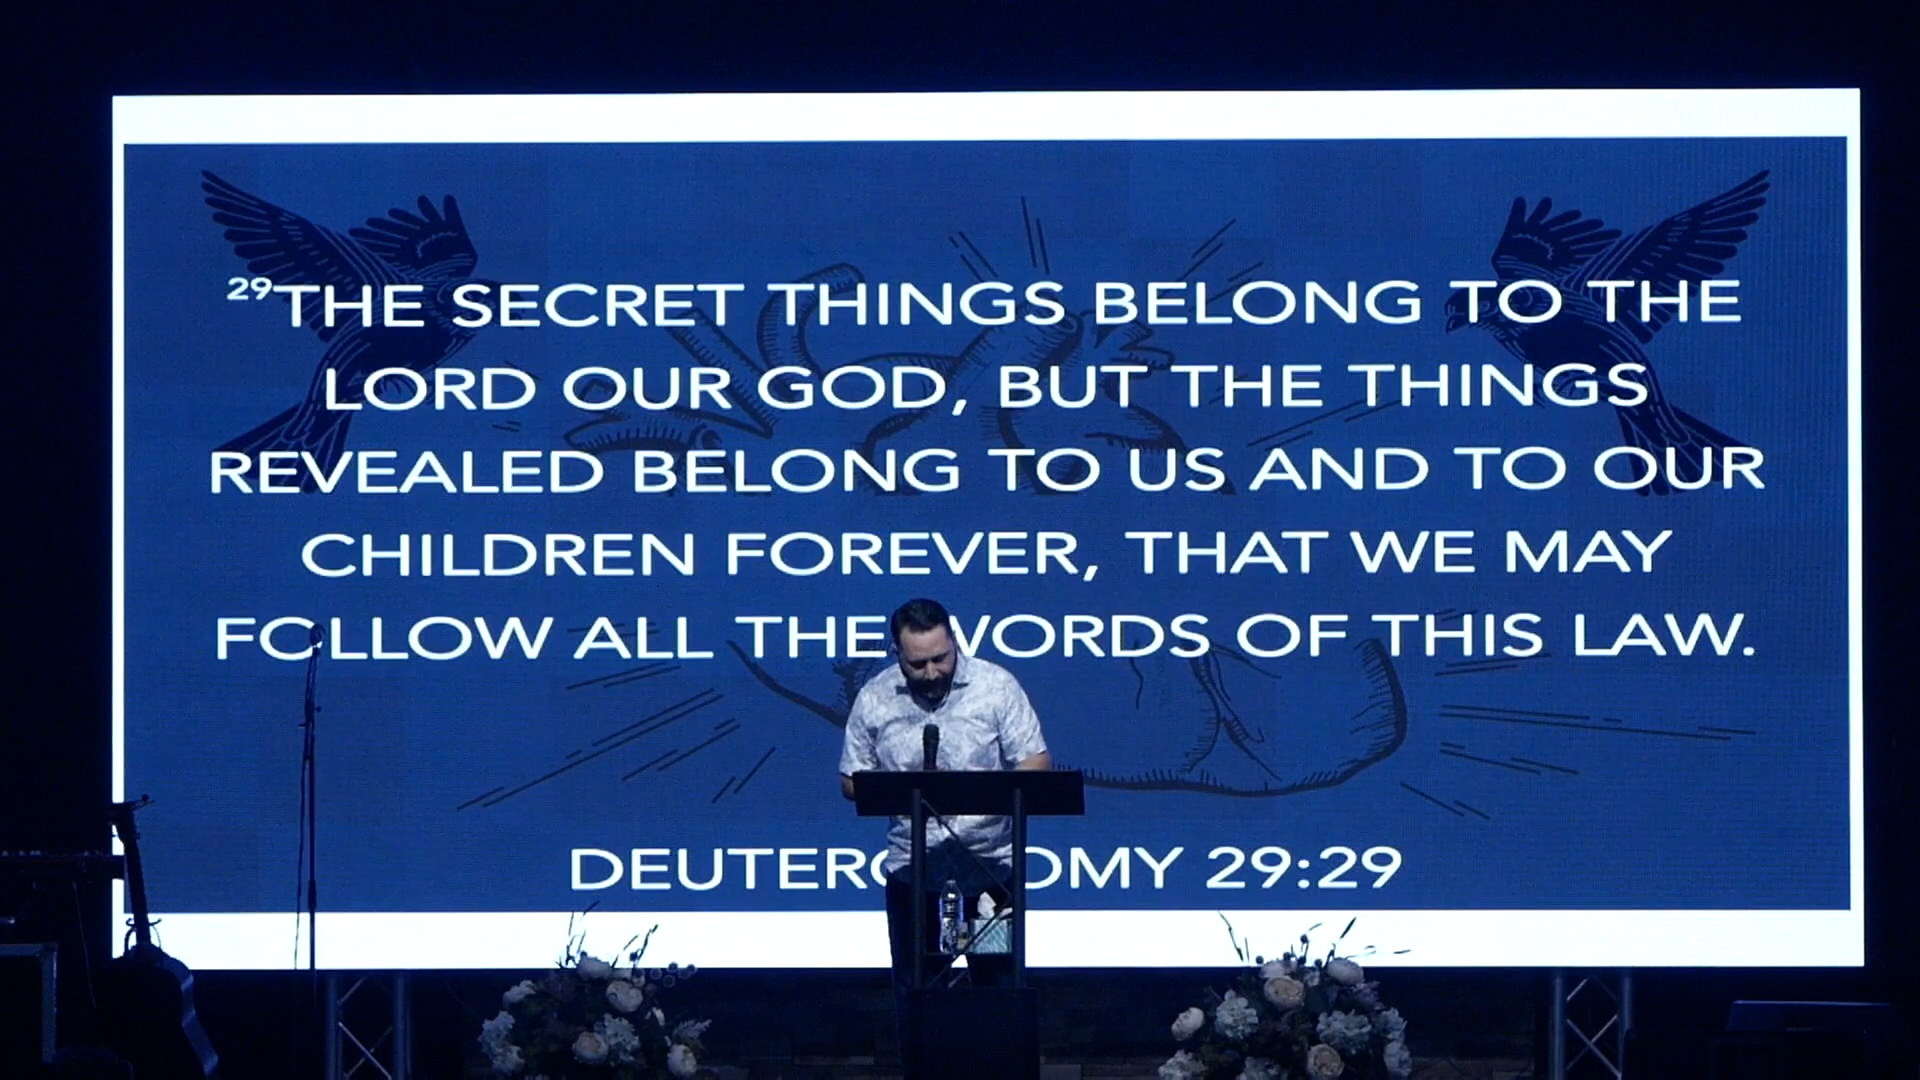 ²⁹THE SECRET THINGS BELONG TO THE
LORD OUR GOD, BUT THE THINGS
REVEALED BELONG TO US AND TO OUR
CHILDREN FOREVER, THAT WE MAY
FOLLOW ALL THE WORDS OF THIS LAW.
DEUTERONOMY 29:29